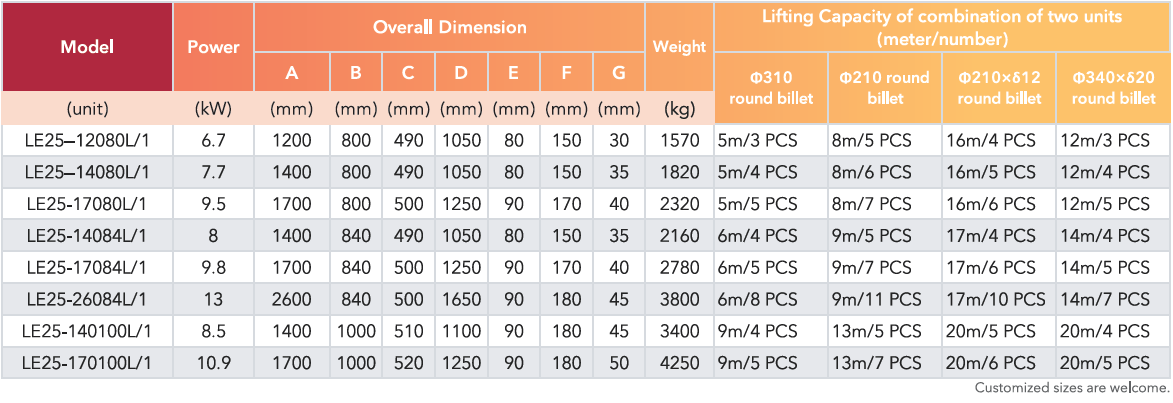 Model Power Overall Dimension Weight Lifting Capacity of combination of two units (meter/number)
A B C D E F G Φ310 round billet Φ210 round billet Φ210×δ12 round billet Φ340×δ20 round billet
(unit) (kW) (mm) (mm) (mm) (mm) (mm) (mm) (mm) (kg)
LE25—12080L/1 6.7 1200 800 490 1050 80 150 30 1570 5m/3 PCS 8m/5 PCS 16m/4 PCS 12m/3 PCS
LE25—14080L/1 7.7 1400 800 490 1050 80 150 35 1820 5m/4 PCS 8m/6 PCS 16m/5 PCS 12m/4 PCS
LE25-17080L/1 9.5 1700 800 500 1250 90 170 40 2320 5m/5 PCS 8m/7 PCS 16m/6 PCS 12m/5 PCS
LE25-14084L/1 8 1400 840 490 1050 80 150 35 2160 6m/4 PCS 9m/5 PCS 17m/4 PCS 14m/4 PCS
LE25-17084L/1 9.8 1700 840 500 1250 90 170 40 2780 6m/5 PCS 9m/7 PCS 17m/6 PCS 14m/5 PCS
LE25-26084L/1 13 2600 840 500 1650 90 180 45 3800 6m/8 PCS 9m/11 PCS 17m/10 PCS 14m/7 PCS
LE25-140100L/1 8.5 1400 1000 510 1100 90 180 45 3400 9m/4 PCS 13m/5 PCS 20m/5 PCS 20m/4 PCS
LE25-170100L/1 10.9 1700 1000 520 1250 90 180 50 4250 9m/5 PCS 13m/7 PCS 20m/6 PCS 20m/5 PCS
Customized sizes are welcome.